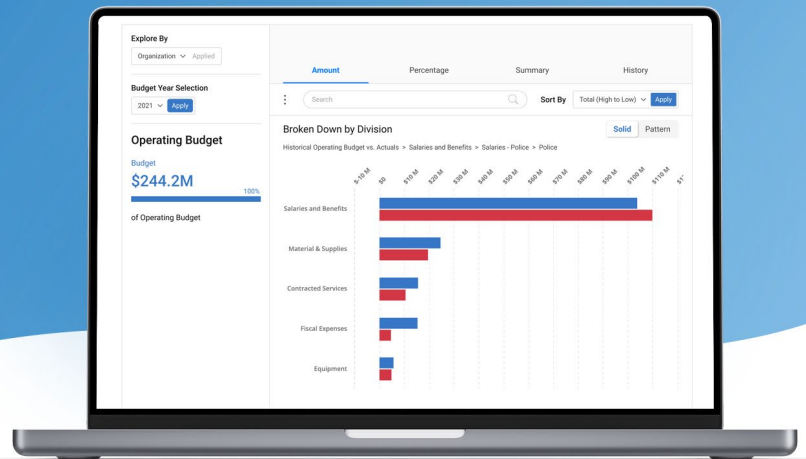 Explore By
Organization Applied
Budget Year Selection
2021 Apply
Operating Budget
Budget
$244.2M
100%
of Operating Budget
Amount Percentage Summary History
Search Sort By Total (High to Low) Apply
Broken Down by Division Solid Pattern
Historical Operating Budget vs. Actuals > Salaries and Benefits > Salaries - Police > Police
$-10 M $0 $10 M $20 M $30 M $40 M $50 M $60 M $70 M $80 M $90 M $100 M $110 M
Salaries and Benefits
Material & Supplies
Contracted Services
Fiscal Expenses
Equipment